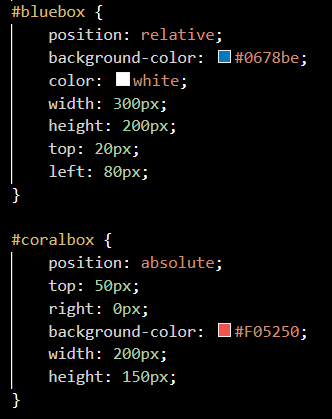 #bluebox {
position: relative;
background-color: #0678be;
color: white;
width: 300px;
height: 200px;
top: 20px;
left: 80px;
}
#coralbox {
position: absolute;
top: 50px;
right: 0px;
background-color: #F05250;
width: 200px;
height: 150px;
}